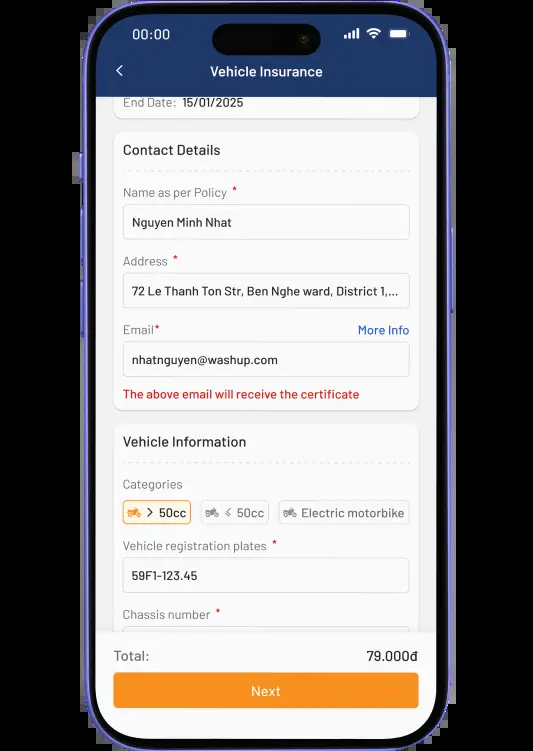 00:00
Vehicle Insurance
End Date: 15/01/2025
Contact Details
Name as per Policy *
Nguyen Minh Nhat
Address *
72 Le Thanh Ton Str, Ben Nghe ward, District 1,...
Email* More Info
nhatnguyen@washup.com
The above email will receive the certificate
Vehicle Information
Categories
> 50cc ≤ 50cc Electric motorbike
Vehicle registration plates *
59F1-123.45
Chassis number *
Total: 79.000đ
Next